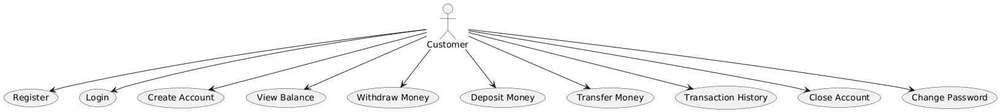 Customer
Register
Login
Create Account
View Balance
Withdraw Money
Deposit Money
Transfer Money
Transaction History
Close Account
Change Password